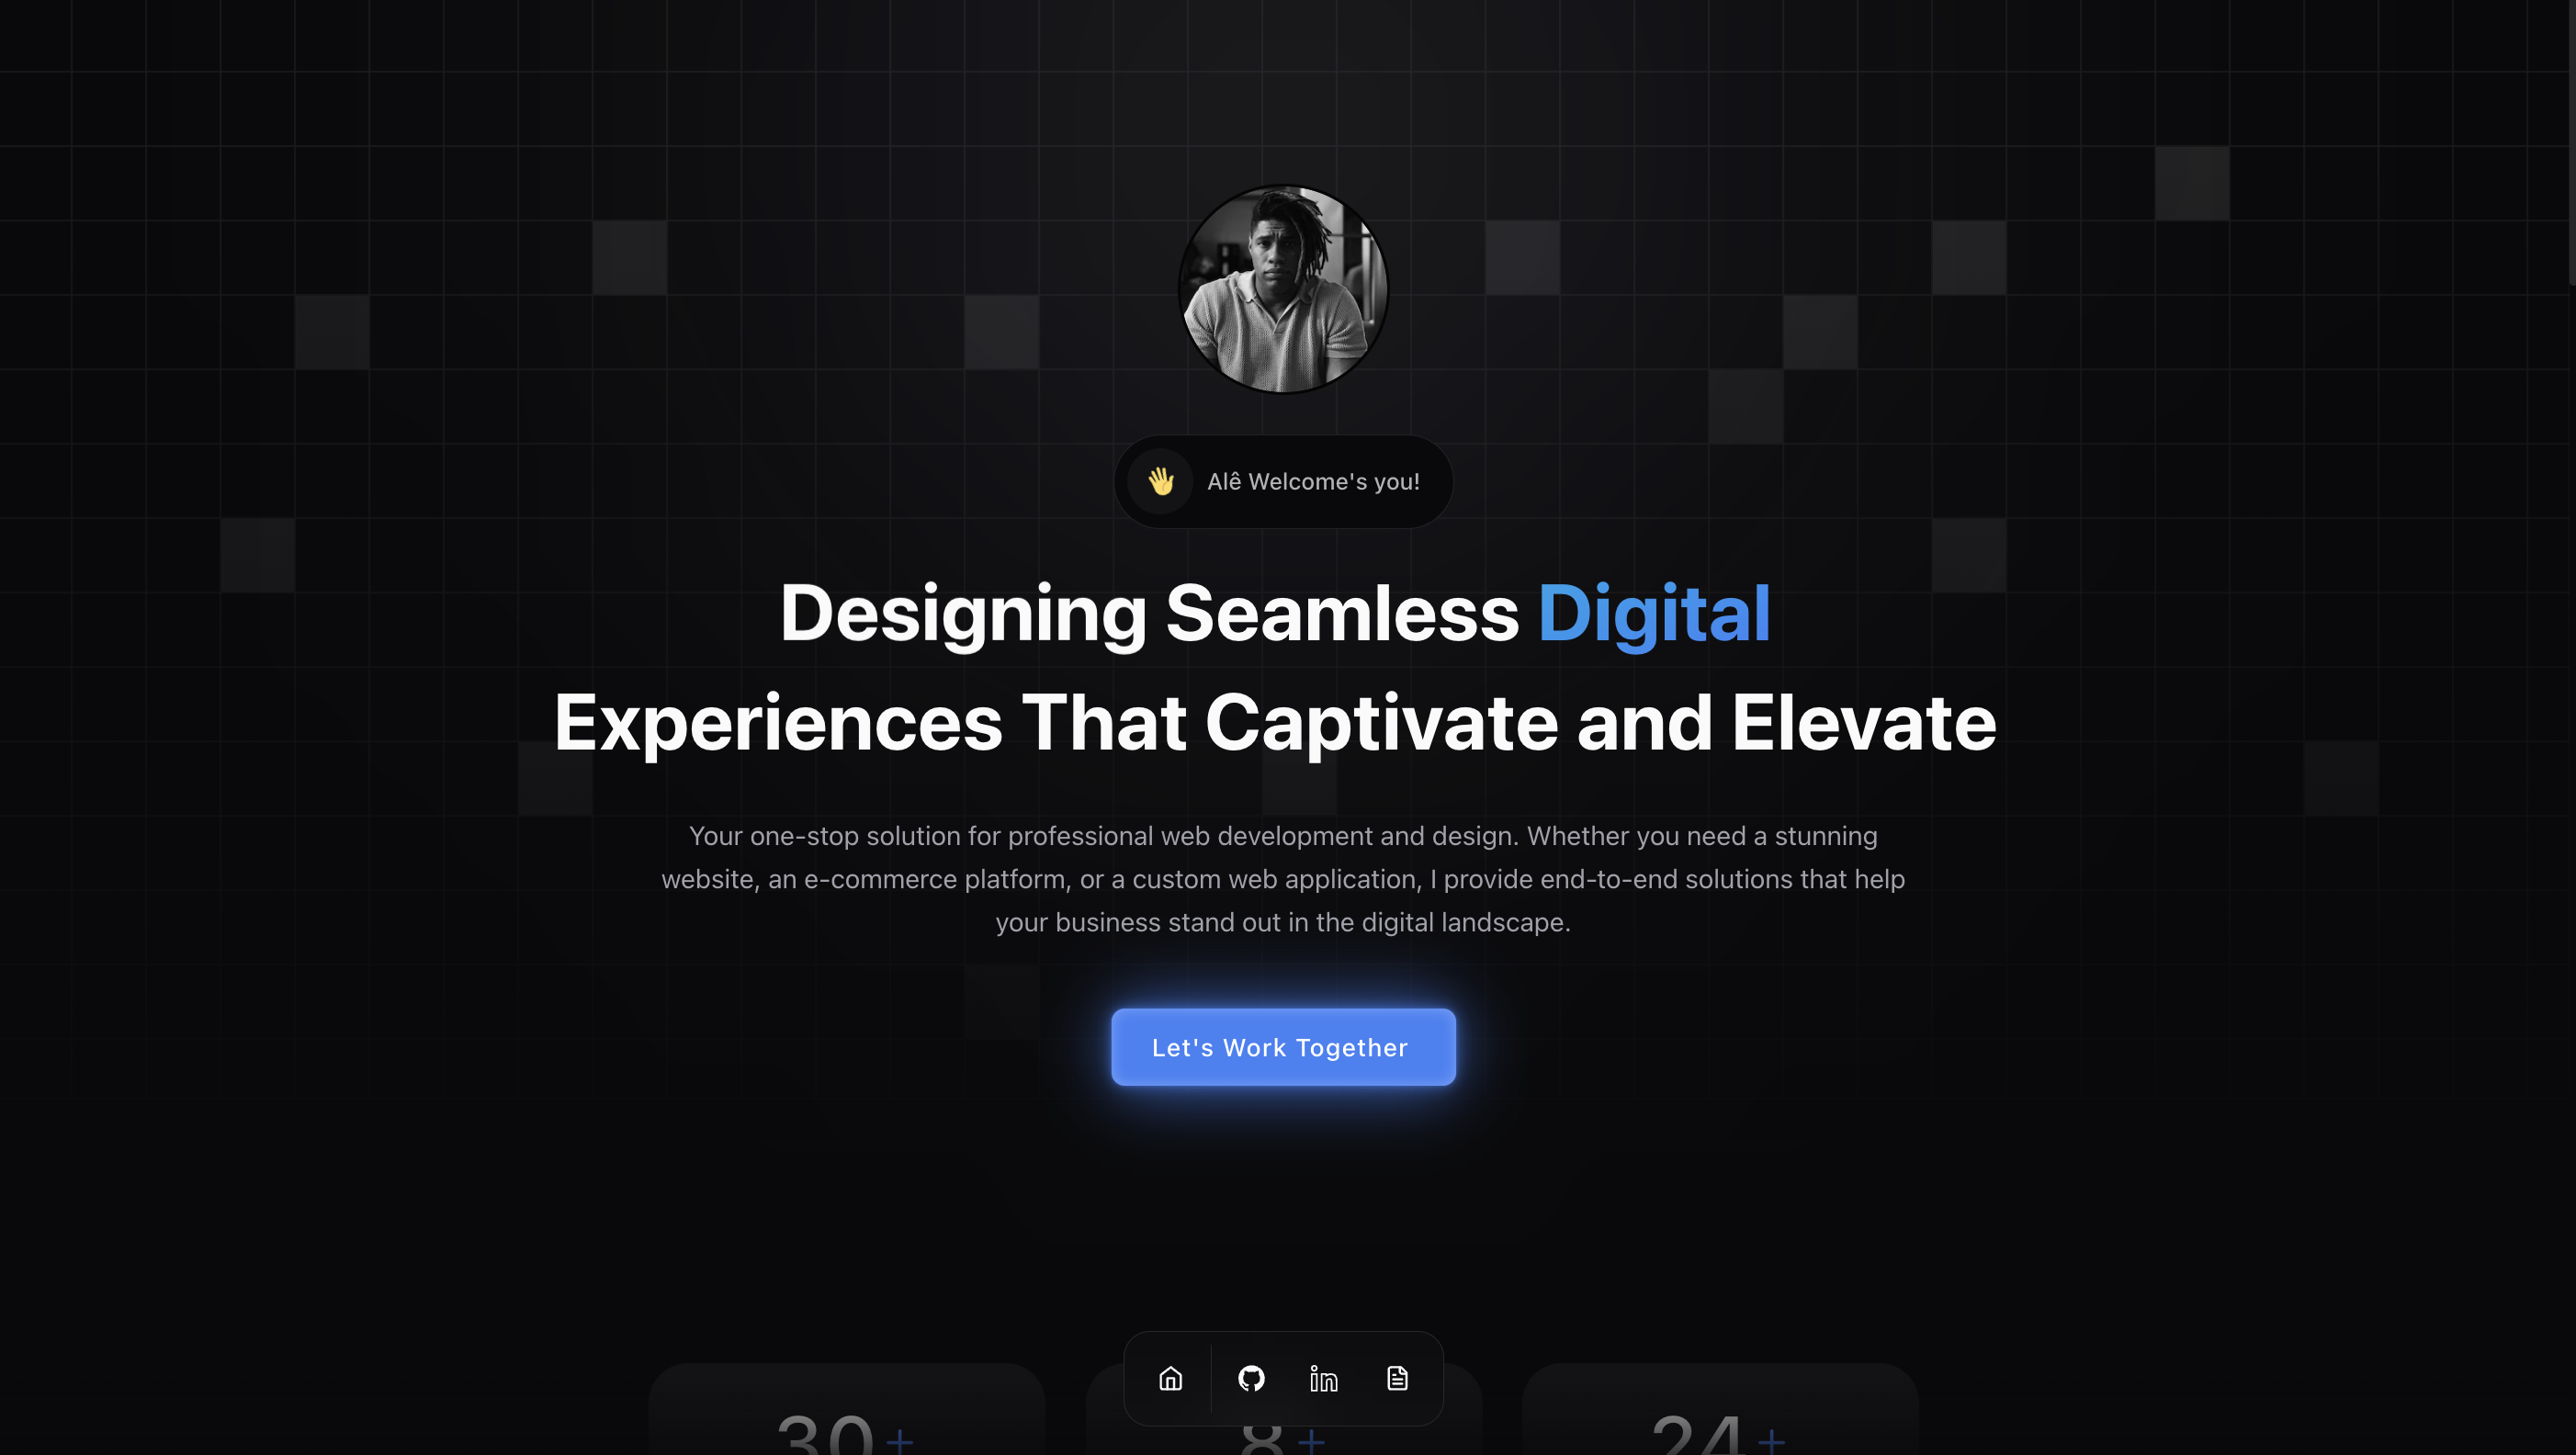 👋 Alê Welcome's you!
Designing Seamless Digital
Experiences That Captivate and Elevate
Your one-stop solution for professional web development and design. Whether you need a stunning
website, an e-commerce platform, or a custom web application, I provide end-to-end solutions that help
your business stand out in the digital landscape.
Let's Work Together
in
30+ 8+ 24+